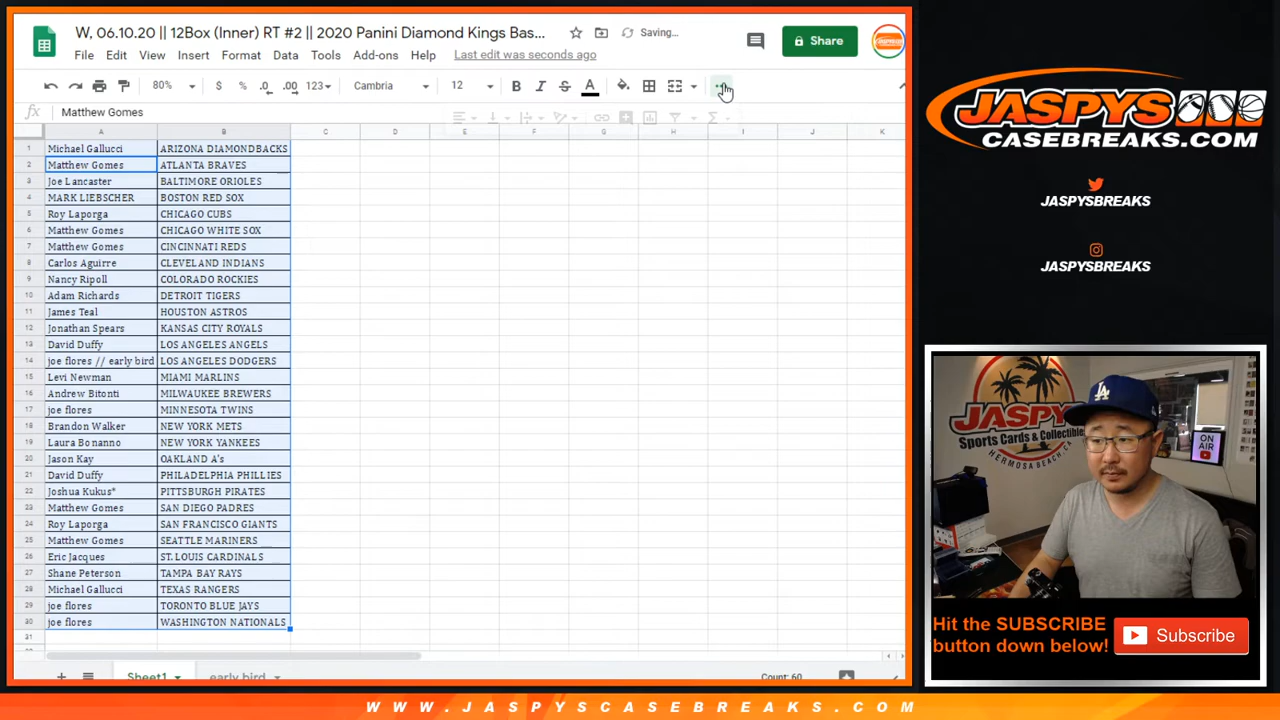 W, 06.10.20 || 12Box (Inner) RT #2 || 2020 Panini Diamond Kings Bas...
Saving...
Share
File Edit View Insert Format Data Tools Add-ons Help Last edit was seconds ago
80% $ % .0 .00 123 Cambria 12 B I S A
fx Matthew Gomes
A B C D E F G H I J K
1 Michael Gallucci ARIZONA DIAMONDBACKS
2 Matthew Gomes ATLANTA BRAVES
3 Joe Lancaster BALTIMORE ORIOLES
4 MARK LIEBSCHER BOSTON RED SOX
5 Roy Laporga CHICAGO CUBS
6 Matthew Gomes CHICAGO WHITE SOX
7 Matthew Gomes CINCINNATI REDS
8 Carlos Aguirre CLEVELAND INDIANS
9 Nancy Ripoll COLORADO ROCKIES
10 Adam Richards DETROIT TIGERS
11 James Teal HOUSTON ASTROS
12 Jonathan Spears KANSAS CITY ROYALS
13 David Duffy LOS ANGELES ANGELS
14 joe flores // early bird LOS ANGELES DODGERS
15 Levi Newman MIAMI MARLINS
16 Andrew Bitonti MILWAUKEE BREWERS
17 joe flores MINNESOTA TWINS
18 Brandon Walker NEW YORK METS
19 Laura Bonanno NEW YORK YANKEES
20 Jason Kay OAKLAND A's
21 David Duffy PHILADELPHIA PHILLIES
22 Joshua Kukus* PITTSBURGH PIRATES
23 Matthew Gomes SAN DIEGO PADRES
24 Roy Laporga SAN FRANCISCO GIANTS
25 Matthew Gomes SEATTLE MARINERS
26 Eric Jacques ST. LOUIS CARDINALS
27 Shane Peterson TAMPA BAY RAYS
28 Michael Gallucci TEXAS RANGERS
29 joe flores TORONTO BLUE JAYS
30 joe flores WASHINGTON NATIONALS
31
Sheet1 early bird Count: 60
JASPYS
CASEBREAKS.COM
JASPYSBREAKS
JASPYSBREAKS
JASPYS
Sports Cards & Collectibles
HERMOSA BEACH, CA.
LA
ON
AIR
Hit the SUBSCRIBE
button down below!
Subscribe
WWW.JASPYSCASEBREAKS.COM